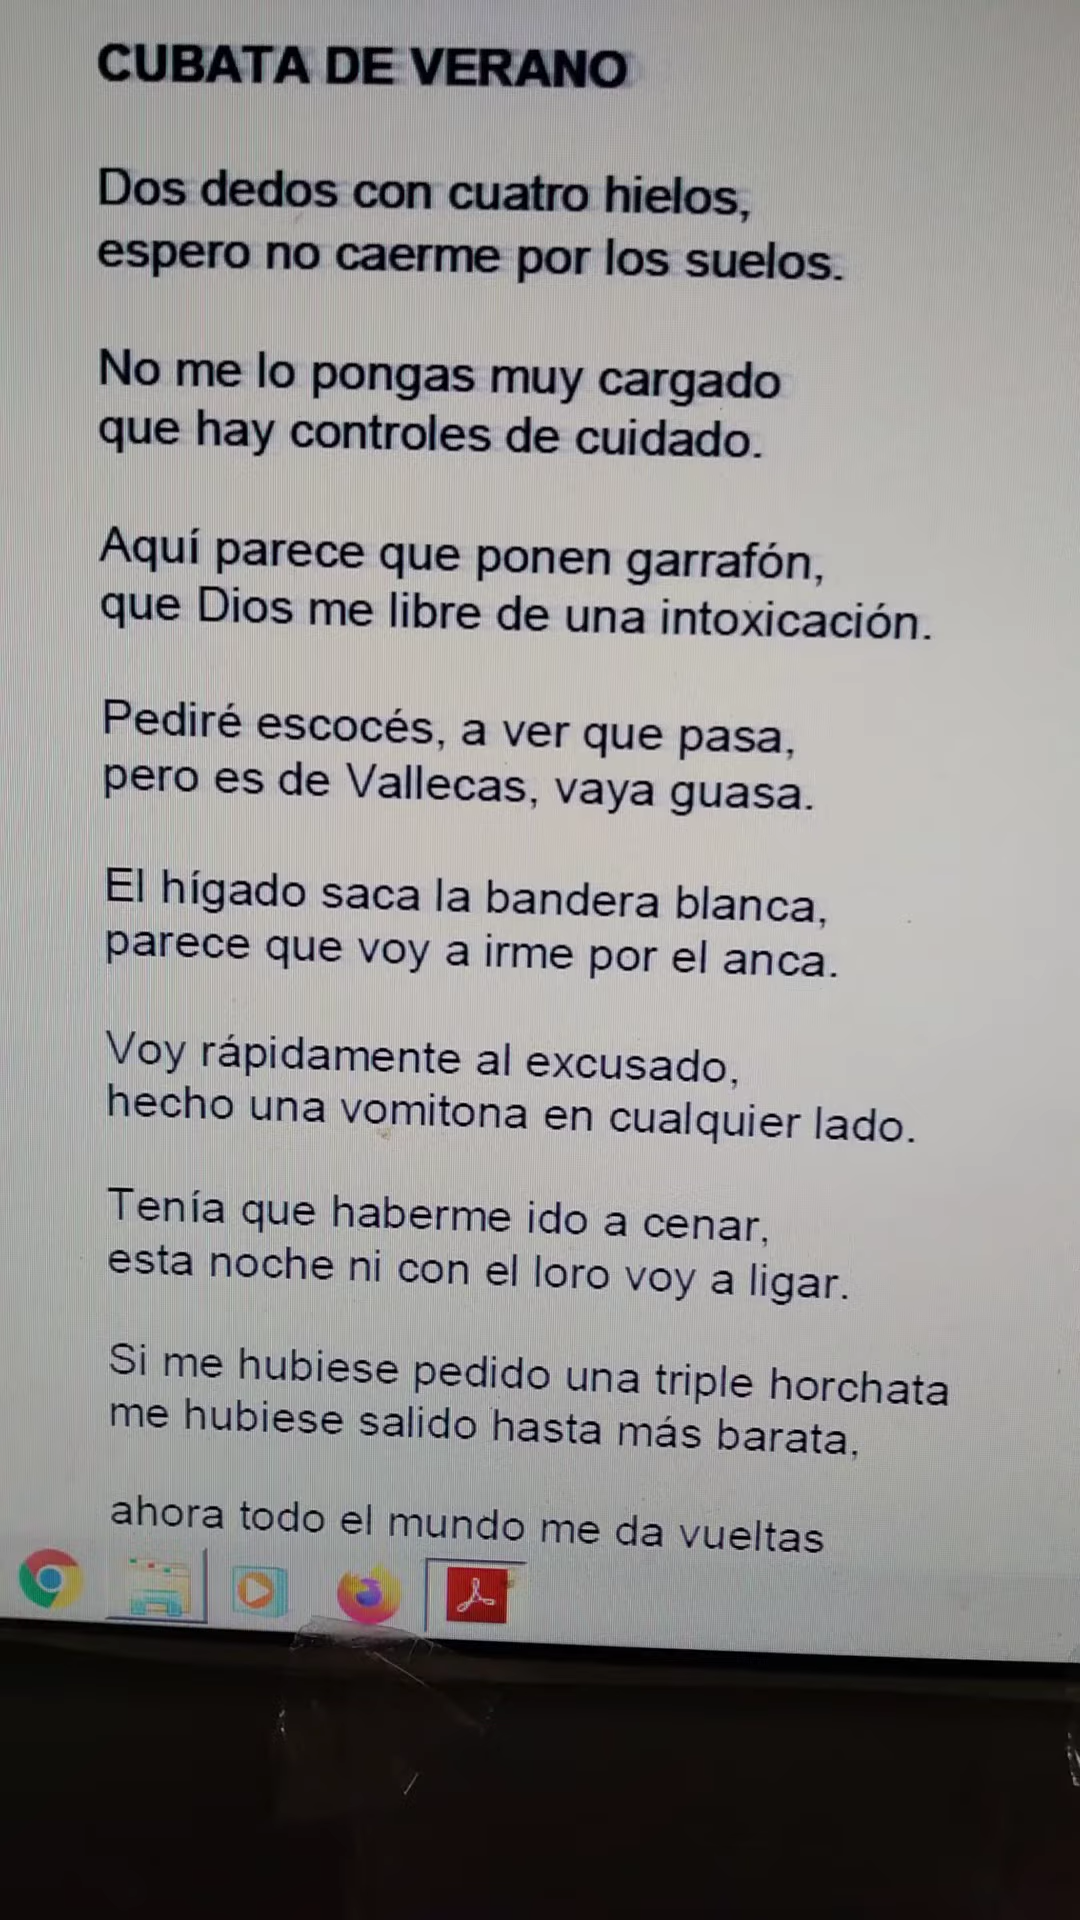 CUBATA DE VERANO
Dos dedos con cuatro hielos,
espero no caerme por los suelos.
No me lo pongas muy cargado
que hay controles de cuidado.
Aquí parece que ponen garrafón,
que Dios me libre de una intoxicación.
Pediré escocés, a ver que pasa,
pero es de Vallecas, vaya guasa.
El hígado saca la bandera blanca,
parece que voy a irme por el anca.
Voy rápidamente al excusado,
hecho una vomitona en cualquier lado.
Tenía que haberme ido a cenar,
esta noche ni con el loro voy a ligar.
Si me hubiese pedido una triple horchata
me hubiese salido hasta más barata,
ahora todo el mundo me da vueltas